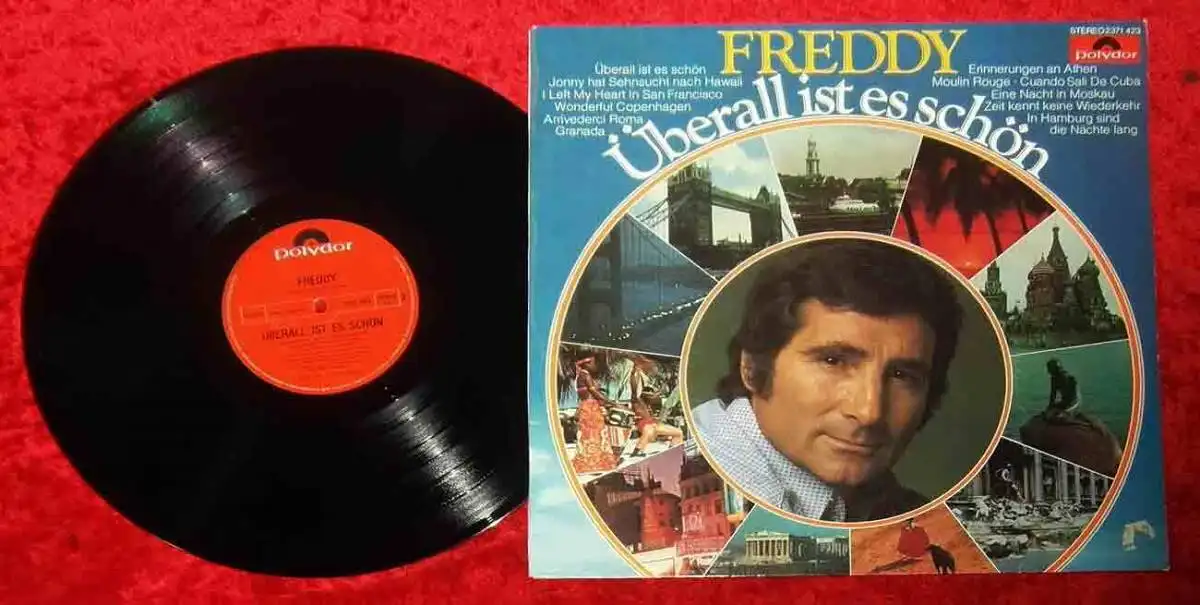 polydor
FREDDY
ÜBERALL IST ES SCHÖN
STEREO 2371 423
Polydor
FREDDY
Überall ist es schön
Überall ist es schön
Jonny hat Sehnsucht nach Hawaii
I Left My Heart In San Francisco
Wonderful Copenhagen
Arrivederci Roma
Granada
Erinnerungen an Athen
Moulin Rouge · Cuando Sali De Cuba
Eine Nacht in Moskau
Zeit kennt keine Wiederkehr
In Hamburg sind
die Nächte lang